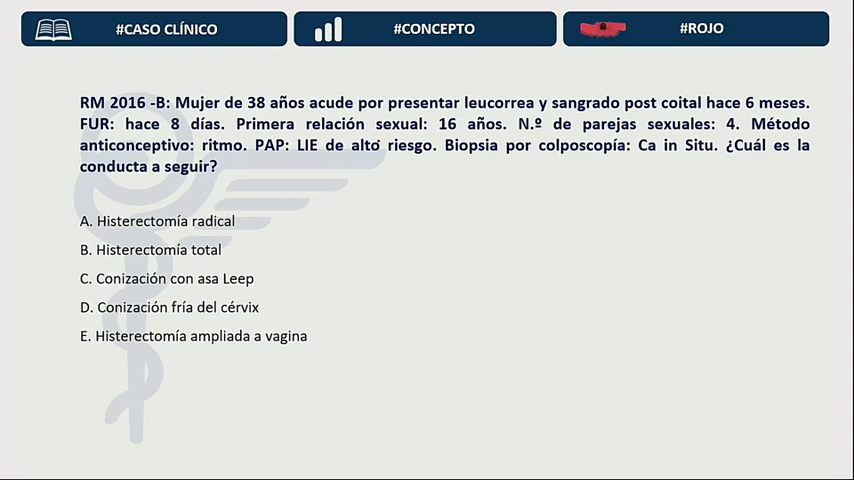 #CASO CLÍNICO
#CONCEPTO
#ROJO
RM 2016 -B: Mujer de 38 años acude por presentar leucorrea y sangrado post coital hace 6 meses.
FUR: hace 8 días. Primera relación sexual: 16 años. N.º de parejas sexuales: 4. Método
anticonceptivo: ritmo. PAP: LIE de alto riesgo. Biopsia por colposcopía: Ca in Situ. ¿Cuál es la
conducta a seguir?
A. Histerectomía radical
B. Histerectomía total
C. Conización con asa Leep
D. Conización fría del cérvix
E. Histerectomía ampliada a vagina